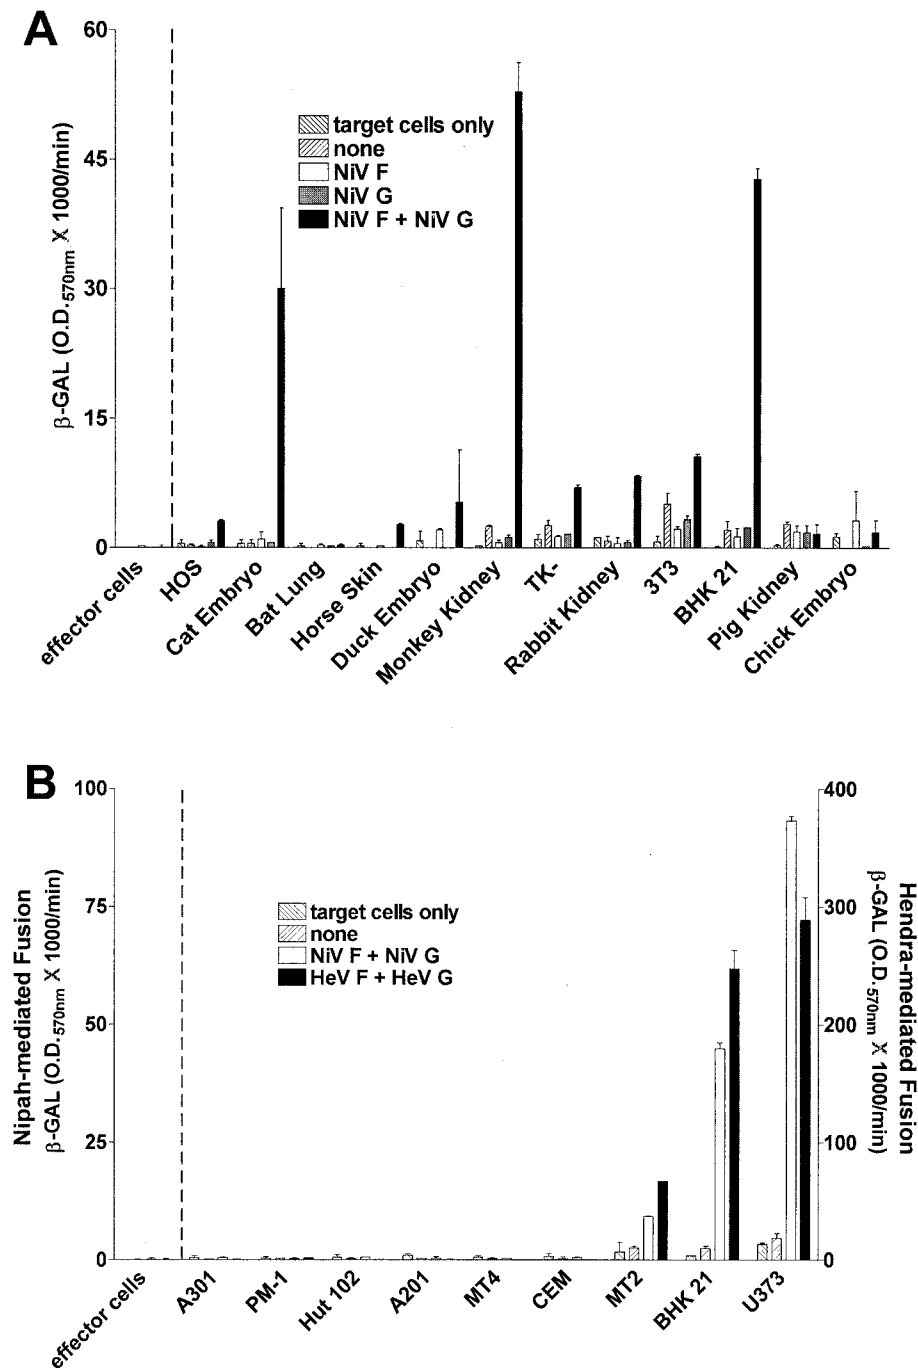 A
60
45
30
15
0
β-GAL (O.D.570nm X 1000/min)
target cells only
none
NiV F
NiV G
NiV F + NiV G
effector cells
HOS
Cat Embryo
Bat Lung
Horse Skin
Duck Embryo
Monkey Kidney
TK-
Rabbit Kidney
3T3
BHK 21
Pig Kidney
Chick Embryo
B
100
75
50
25
0
Nipah-mediated Fusion
β-GAL (O.D.570nm X 1000/min)
target cells only
none
NiV F + NiV G
HeV F + HeV G
400
300
200
100
0
Hendra-mediated Fusion
β-GAL (O.D.570nm X 1000/min)
effector cells
A301
PM-1
Hut 102
A201
MT4
CEM
MT2
BHK 21
U373